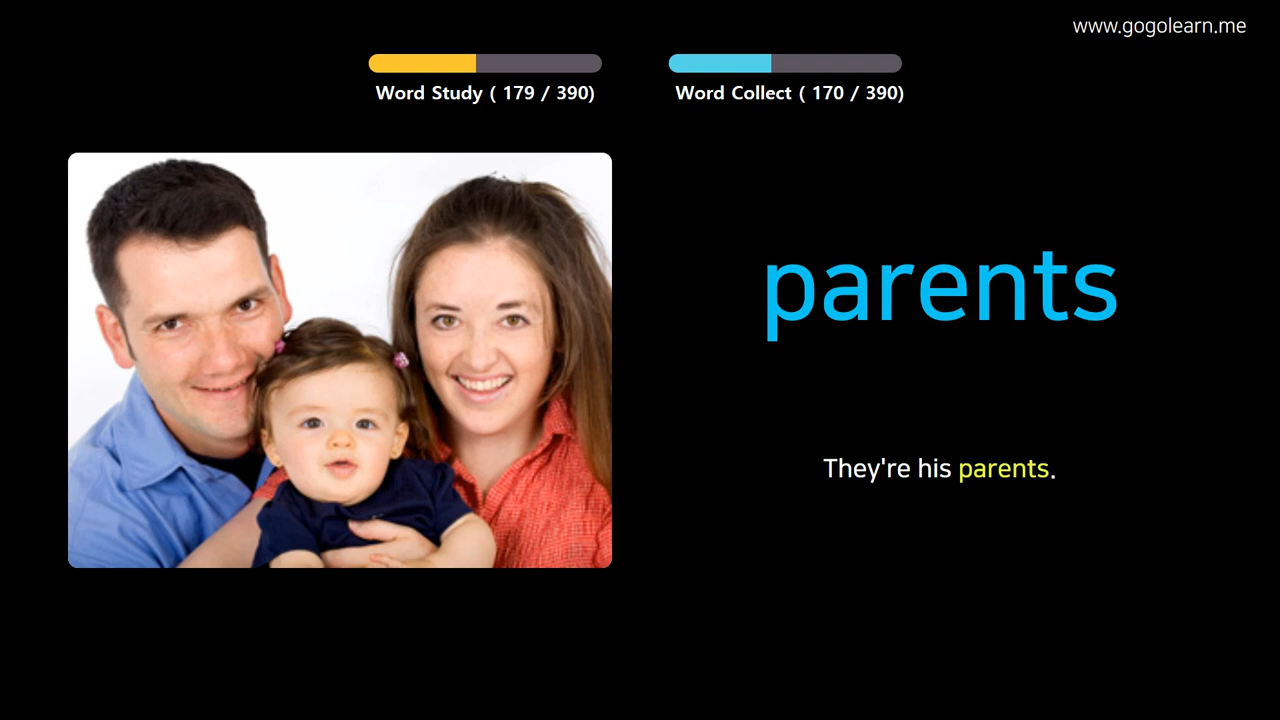 www.gogolearn.me
Word Study ( 179 / 390)
Word Collect ( 170 / 390)
parents
They're his parents.